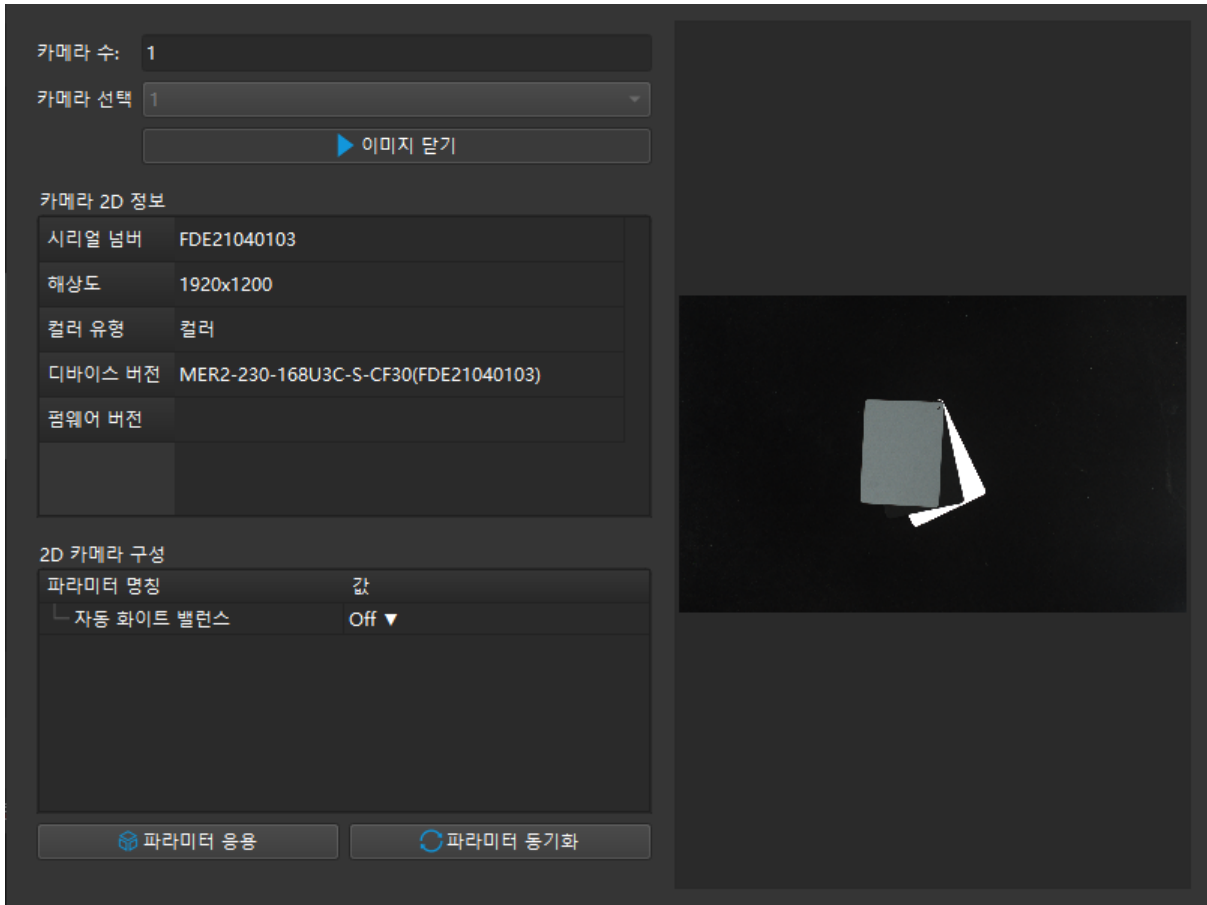 카메라 수: 1
카메라 선택 1
이미지 닫기
카메라 2D 정보
시리얼 넘버 FDE21040103
해상도 1920x1200
컬러 유형 컬러
디바이스 버전 MER2-230-168U3C-S-CF30(FDE21040103)
펌웨어 버전
2D 카메라 구성
파라미터 명칭 값
자동 화이트 밸런스 Off ▼
파라미터 응용 파라미터 동기화